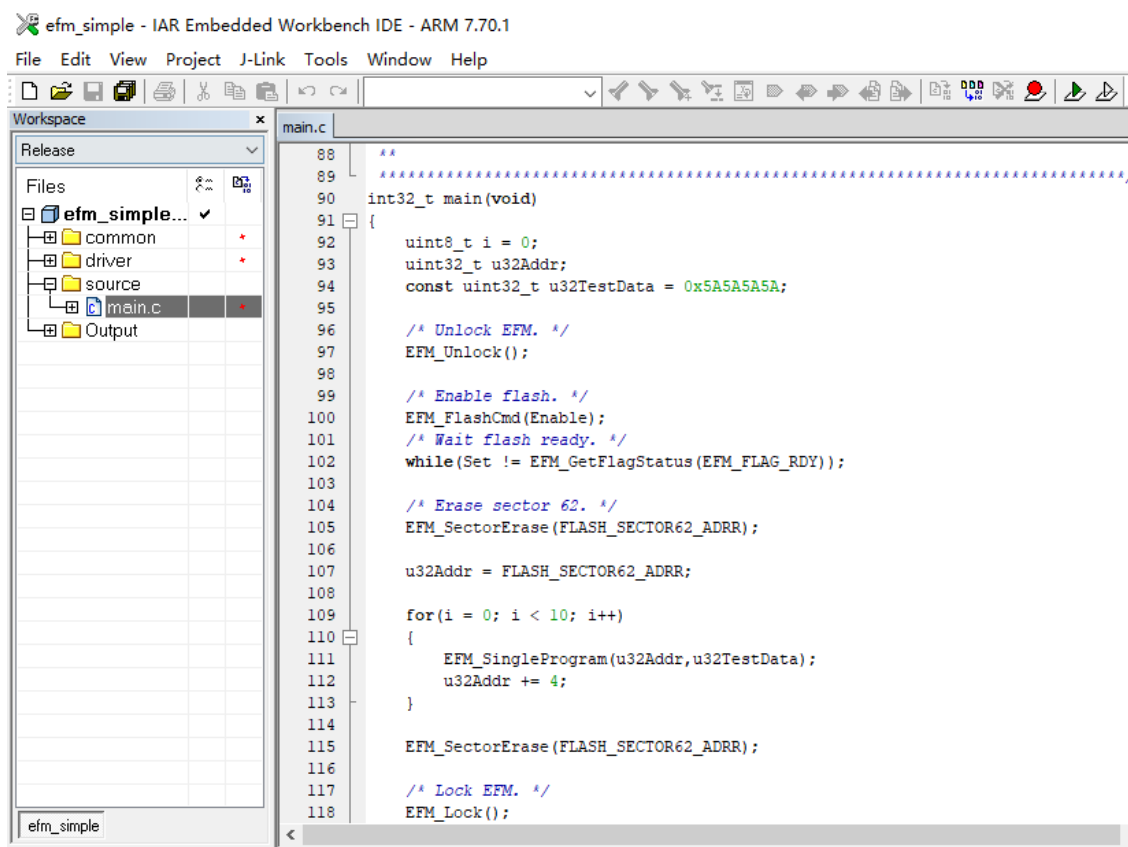 efm_simple - IAR Embedded Workbench IDE - ARM 7.70.1
File Edit View Project J-Link Tools Window Help
Workspace
main.c
Release
Files
efm_simple...
common
driver
source
main.c
Output
efm_simple
88 **
89 *****************************************************************************/
90 int32_t main(void)
91 {
92 uint8_t i = 0;
93 uint32_t u32Addr;
94 const uint32_t u32TestData = 0x5A5A5A5A;
95
96 /* Unlock EFM. */
97 EFM_Unlock();
98
99 /* Enable flash. */
100 EFM_FlashCmd(Enable);
101 /* Wait flash ready. */
102 while(Set != EFM_GetFlagStatus(EFM_FLAG_RDY));
103
104 /* Erase sector 62. */
105 EFM_SectorErase(FLASH_SECTOR62_ADRR);
106
107 u32Addr = FLASH_SECTOR62_ADRR;
108
109 for(i = 0; i < 10; i++)
110 {
111 EFM_SingleProgram(u32Addr,u32TestData);
112 u32Addr += 4;
113 }
114
115 EFM_SectorErase(FLASH_SECTOR62_ADRR);
116
117 /* Lock EFM. */
118 EFM_Lock();